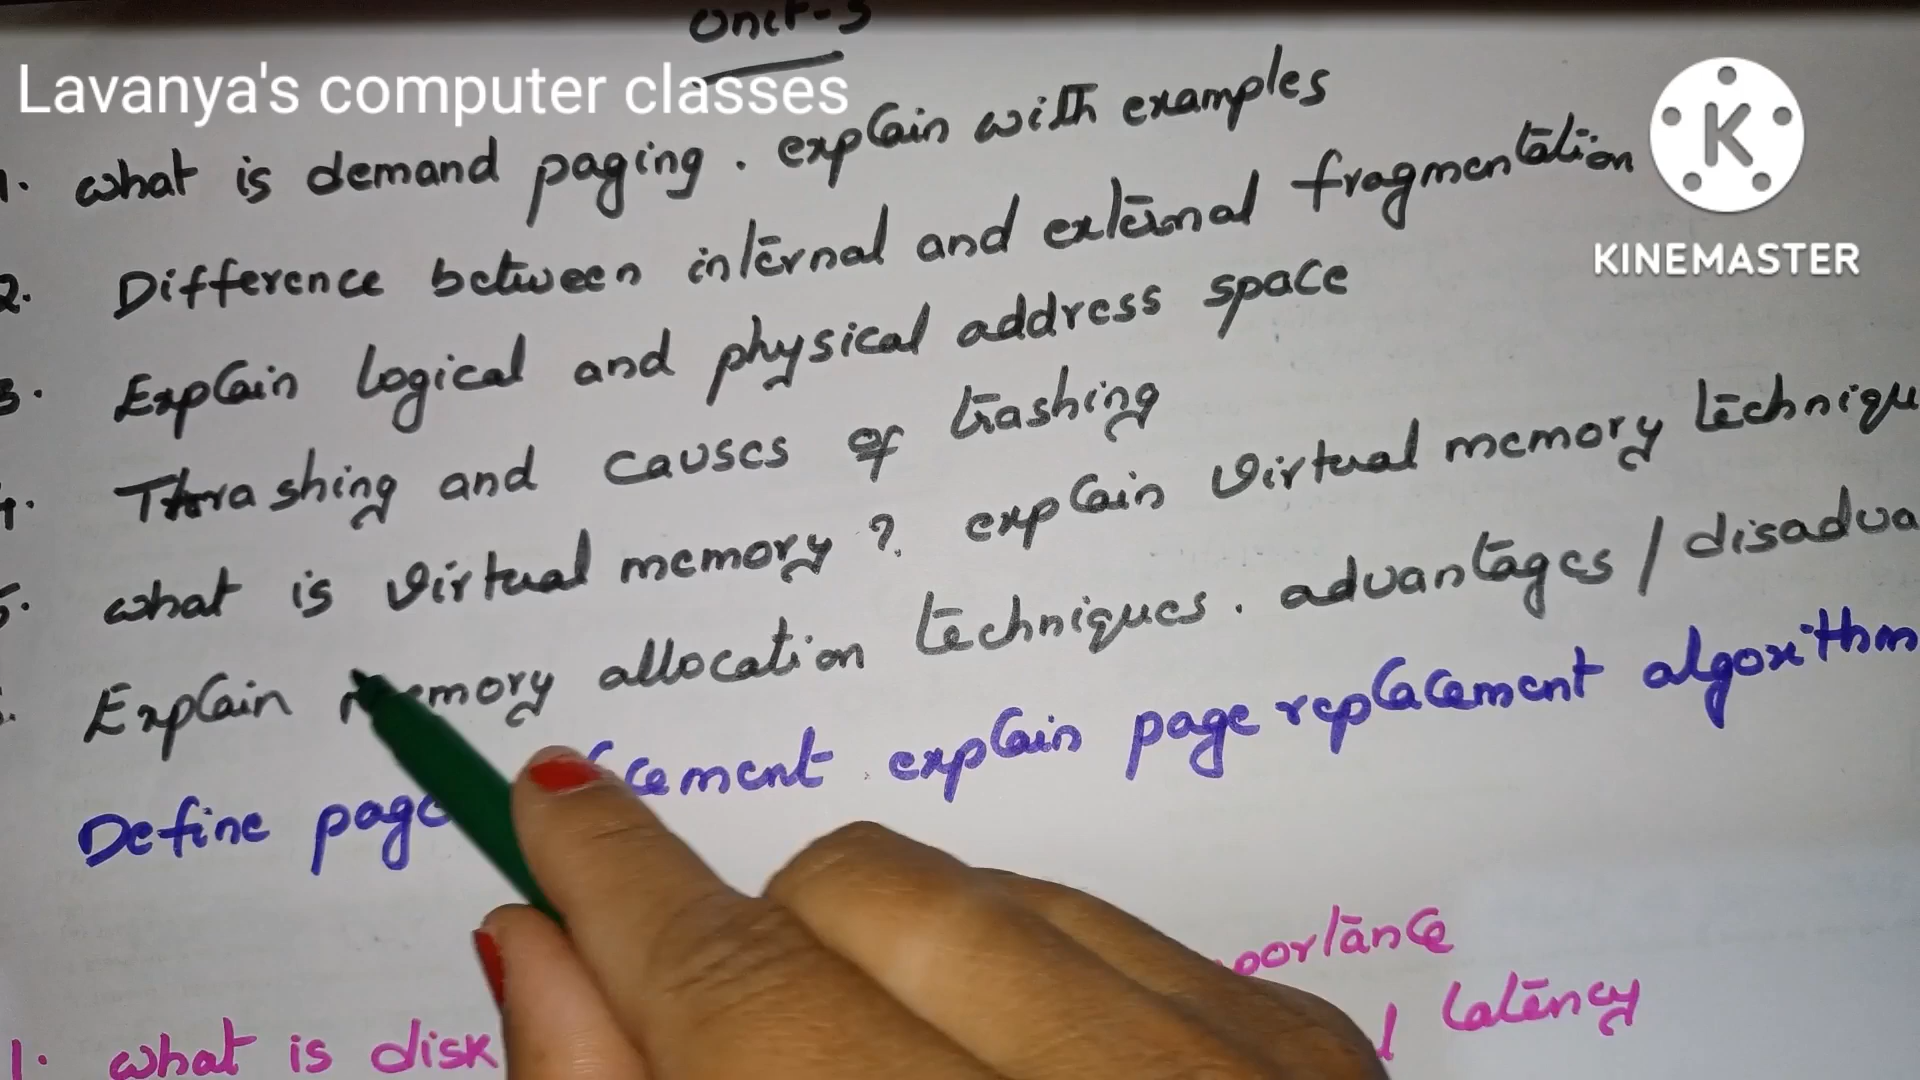 Unit-3
Lavanya's computer classes
1. what is demand paging. explain with examples
2. Difference between internal and external fragmentation
3. Explain logical and physical address space
4. Thrashing and causes of trashing
5. what is virtual memory? explain virtual memory techniqu
Explain memory allocation techniques. advantages / disadva
Define page cement explain page replacement algorithm
portance
1. what is disk latency
K
KINEMASTER